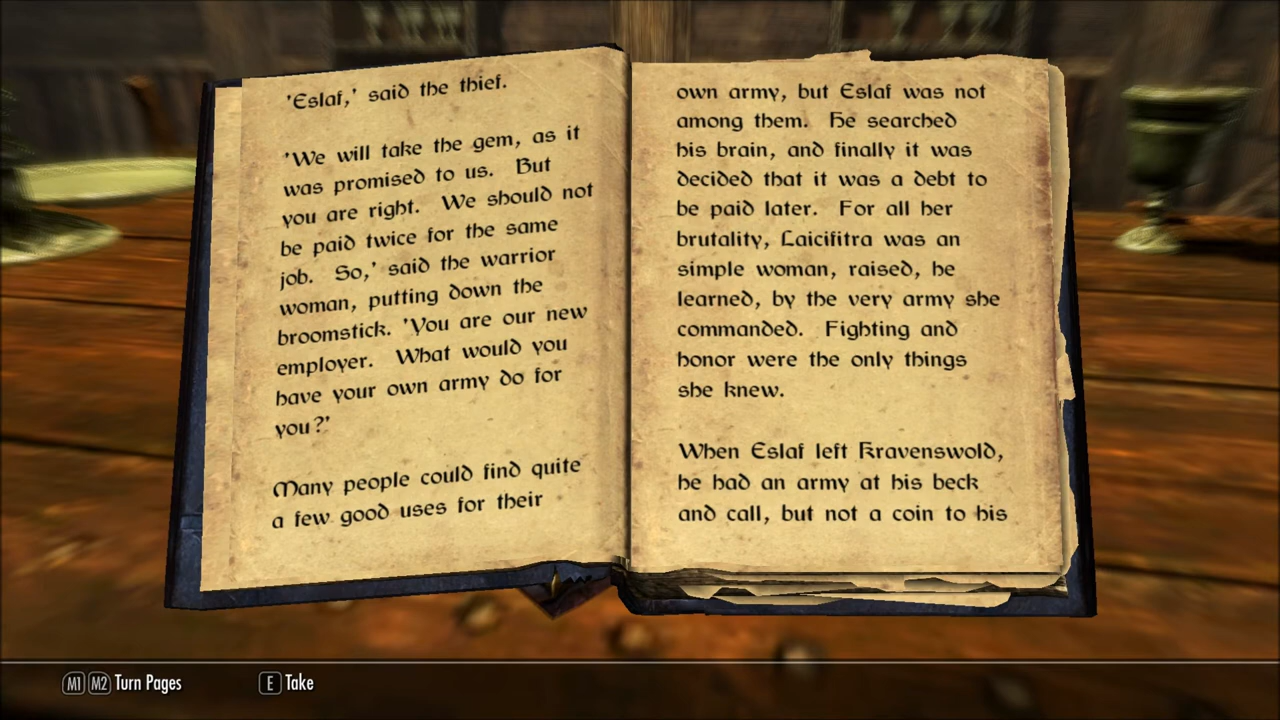 'Eslaf,' said the thief.
'We will take the gem, as it
was promised to us. But
you are right. We should not
be paid twice for the same
job. So,' said the warrior
woman, putting down the
broomstick. 'You are our new
employer. What would you
have your own army do for
you?'
Many people could find quite
a few good uses for their
own army, but Eslaf was not
among them. He searched
his brain, and finally it was
decided that it was a debt to
be paid later. For all her
brutality, Laicifitra was an
simple woman, raised, he
learned, by the very army she
commanded. Fighting and
honor were the only things
she knew.
When Eslaf left Kravenswold,
he had an army at his beck
and call, but not a coin to his
M1 M2 Turn Pages
E Take